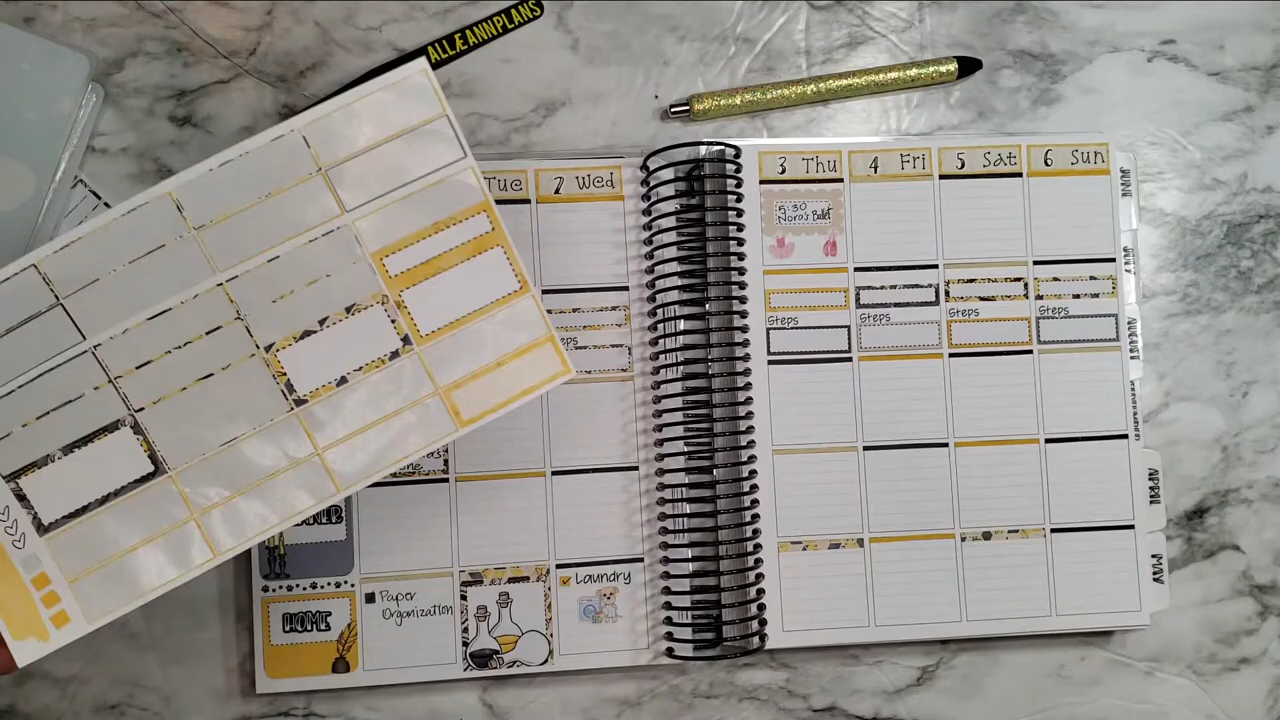 ALLÆANNPLANS
Tue
2 Wed
3 Thu
4 Fri
5 Sat
6 Sun
5:30
Nora's Ballet
Steps
Steps
Steps
Steps
HOME
Paper
Organization
Laundry
JUNE
JULY
AUGUST
APRIL
MAY